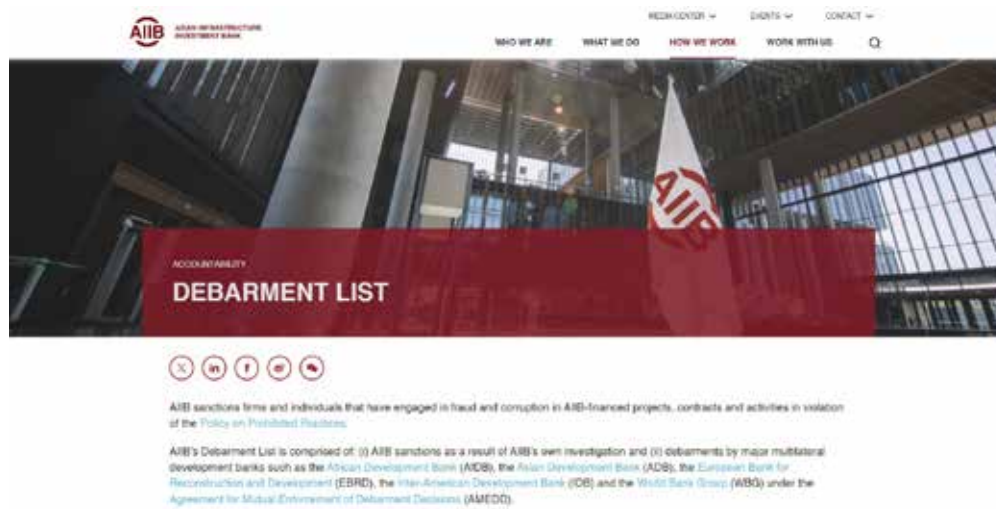 MEDIA CENTER EVENTS CONTACT
AIIB ASIAN INFRASTRUCTURE
INVESTMENT BANK
WHO WE ARE WHAT WE DO HOW WE WORK WORK WITH US
AIIB
ACCOUNTABILITY
DEBARMENT LIST
X in f
AIIB sanctions firms and individuals that have engaged in fraud and corruption in AIIB-financed projects, contracts and activities in violation
of the Policy on Prohibited Practices.
AIIB's Debarment List is comprised of: (i) AIIB sanctions as a result of AIIB's own investigation and (ii) debarments by major multilateral
development banks such as the African Development Bank (AfDB), the Asian Development Bank (ADB), the European Bank for
Reconstruction and Development (EBRD), the Inter-American Development Bank (IDB) and the World Bank Group (WBG) under the
Agreement for Mutual Enforcement of Debarment Decisions (AMEDD).